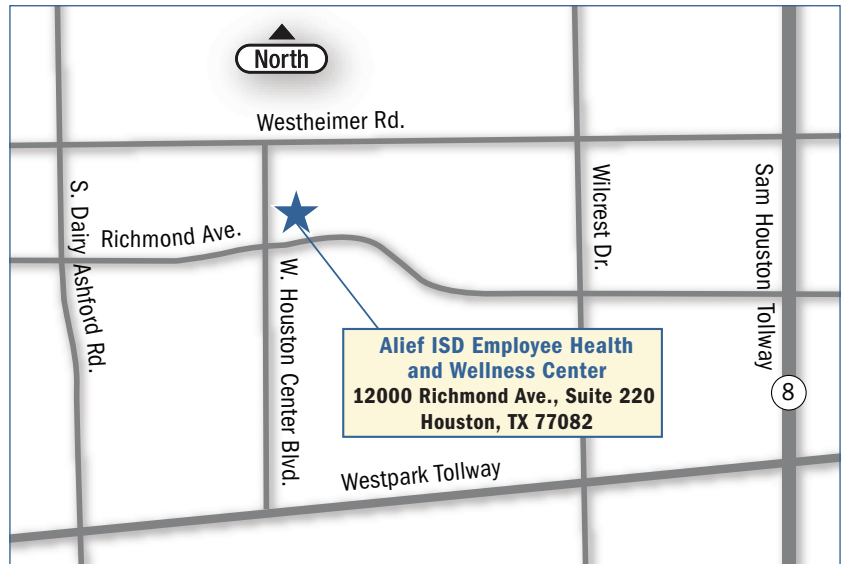 North
Westheimer Rd.
S. Dairy Ashford Rd.
Richmond Ave.
W. Houston Center Blvd.
Wilcrest Dr.
Sam Houston Tollway
Alief ISD Employee Health
and Wellness Center
12000 Richmond Ave., Suite 220
Houston, TX 77082
8
Westpark Tollway